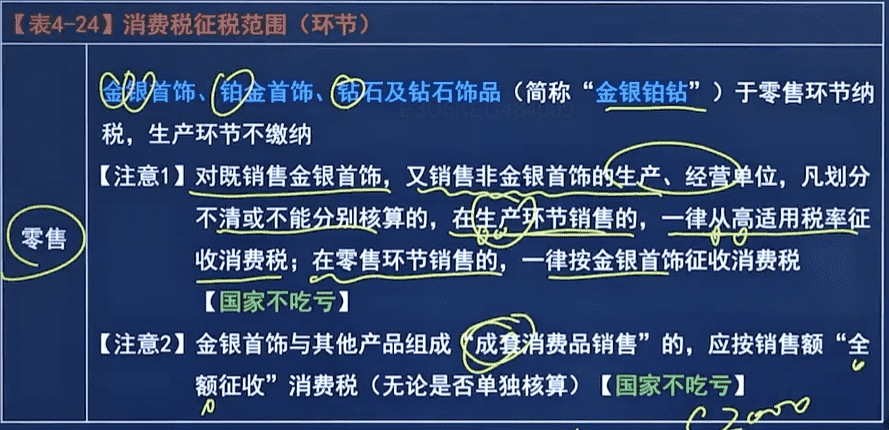 【表4-24】消费税征税范围（环节）
金银首饰、铂金首饰、钻石及钻石饰品（简称“金银铂钻”）于零售环节纳
税，生产环节不缴纳
【注意1】对既销售金银首饰，又销售非金银首饰的生产、经营单位，凡划分
不清或不能分别核算的，在生产环节销售的，一律从高适用税率征
零售
收消费税；在零售环节销售的，一律按金银首饰征收消费税
【国家不吃亏】
【注意2】金银首饰与其他产品组成“成套消费品销售”的，应按销售额“全
额征收”消费税（无论是否单独核算）【国家不吃亏】